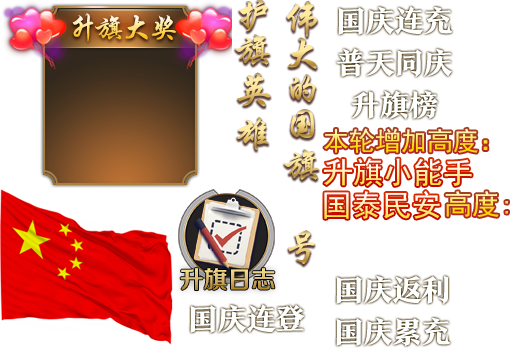 升旗大奖
护旗英雄
伟大的国旗
号
国庆连充
普天同庆
升旗榜
本轮增加高度：
升旗小能手
国泰民安高度：
升旗日志
国庆连登
国庆返利
国庆累充